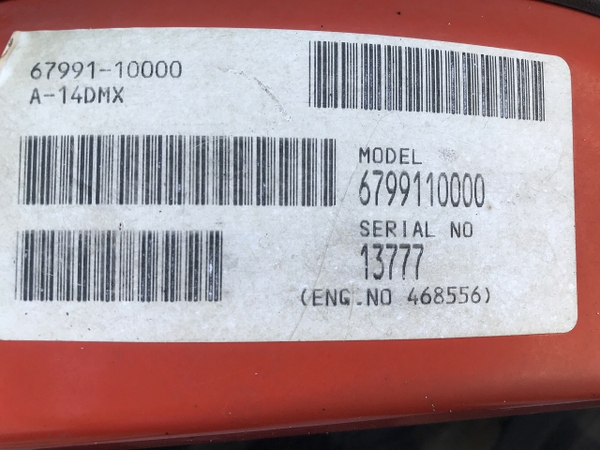 67991-10000
A-14DMX
MODEL
6799110000
SERIAL NO
13777
(ENG.NO 468556)